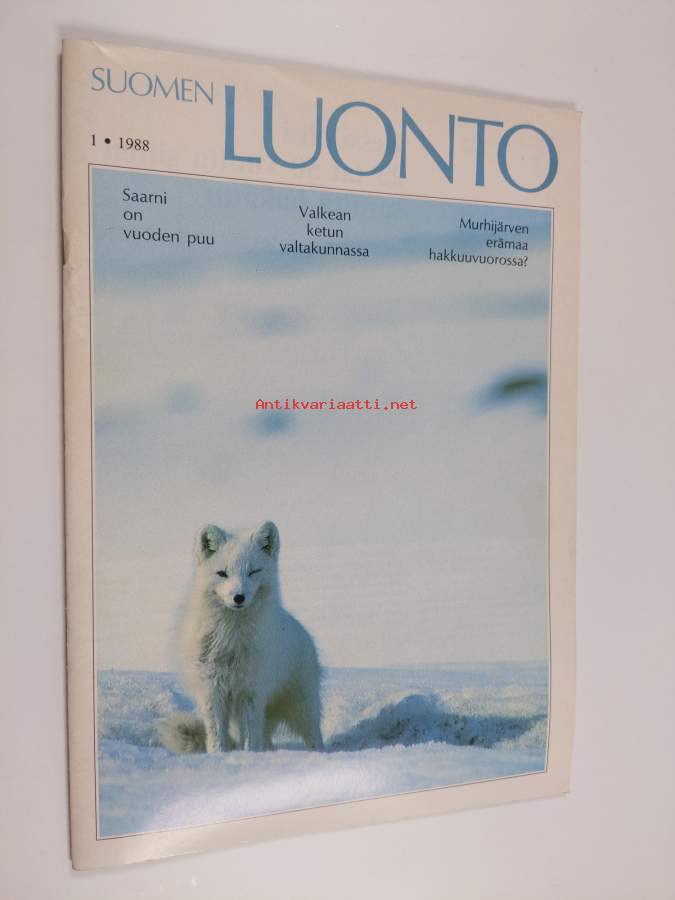 SUOMEN
LUONTO
1 • 1988
Saarni
on
vuoden puu
Valkean
ketun
valtakunnassa
Murhijärven
erämaa
hakkuuvuorossa?
Antikvariaatti.net